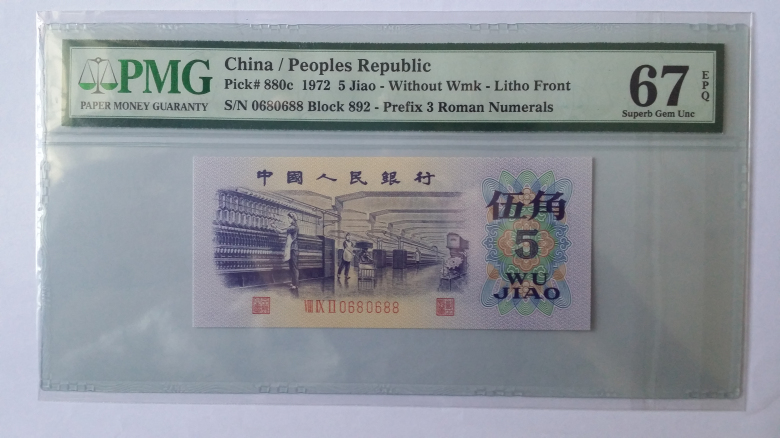 PMG
PAPER MONEY GUARANTY
China / Peoples Republic
Pick# 880c 1972 5 Jiao - Without Wmk - Litho Front
S/N 0680688 Block 892 - Prefix 3 Roman Numerals
67 EPQ
Superb Gem Unc
中國人民銀行
伍角
5
WU
JIAO
VIII IX II 0680688